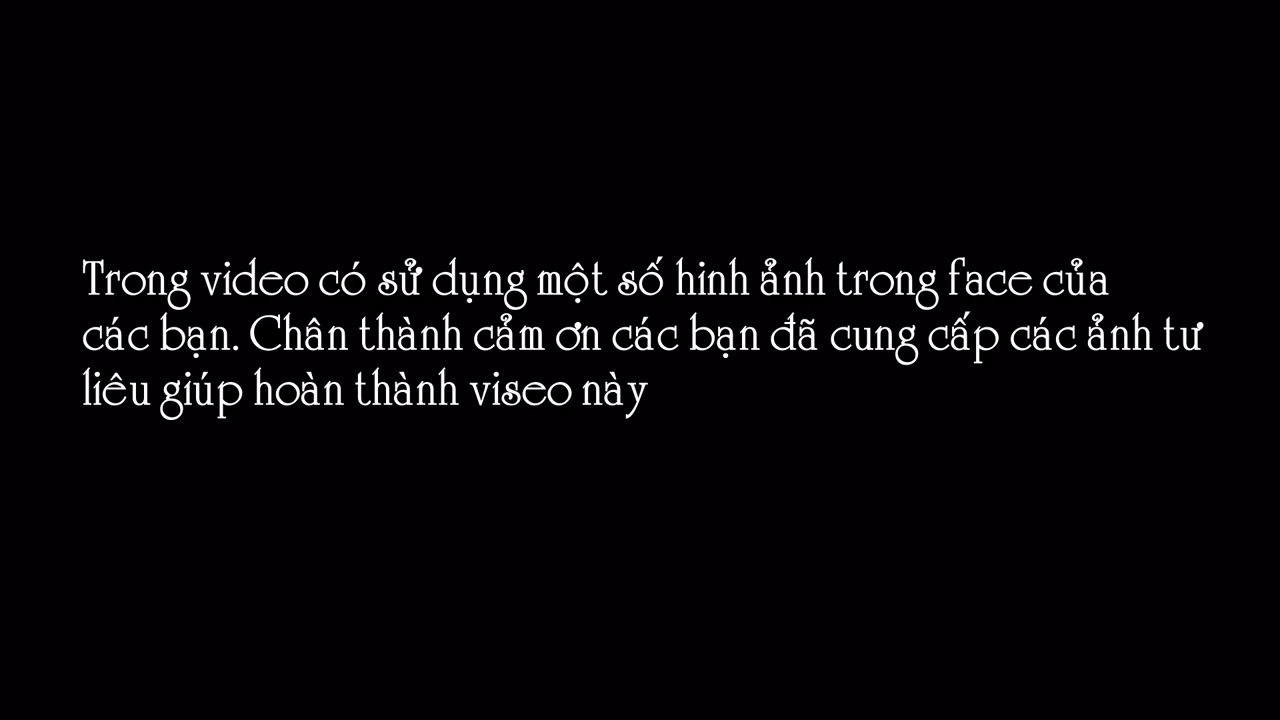 Trong video có sử dụng một số hinh ảnh trong face của
các bạn. Chân thành cảm ơn các bạn đã cung cấp các ảnh tư
liêu giúp hoàn thành viseo này